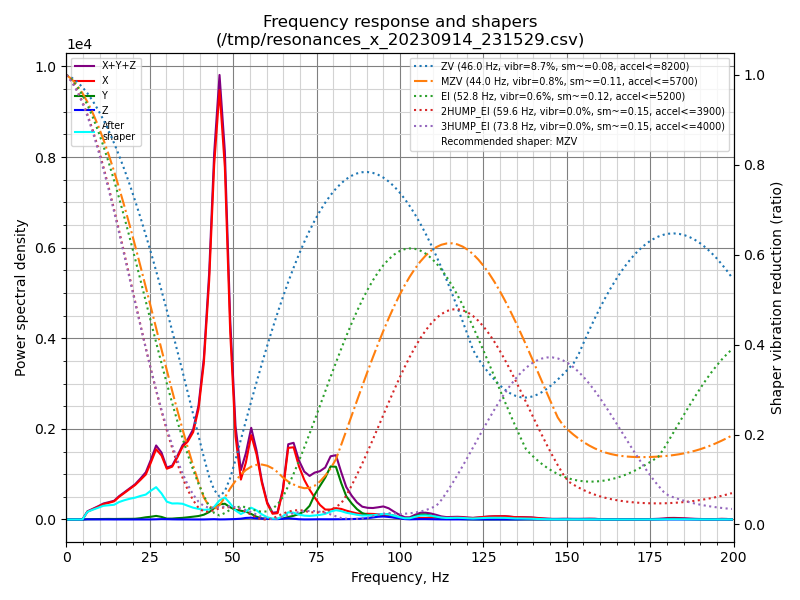 Frequency response and shapers
(/tmp/resonances_x_20230914_231529.csv)
1e4
X+Y+Z
X
Y
Z
After
shaper
ZV (46.0 Hz, vibr=8.7%, sm~=0.08, accel<=8200)
MZV (44.0 Hz, vibr=0.8%, sm~=0.11, accel<=5700)
EI (52.8 Hz, vibr=0.6%, sm~=0.12, accel<=5200)
2HUMP_EI (59.6 Hz, vibr=0.0%, sm~=0.15, accel<=3900)
3HUMP_EI (73.8 Hz, vibr=0.0%, sm~=0.15, accel<=4000)
Recommended shaper: MZV
Power spectral density
1.0
0.8
0.6
0.4
0.2
0.0
1.0
0.8
0.6
0.4
0.2
0.0
Shaper vibration reduction (ratio)
0 25 50 75 100 125 150 175 200
Frequency, Hz